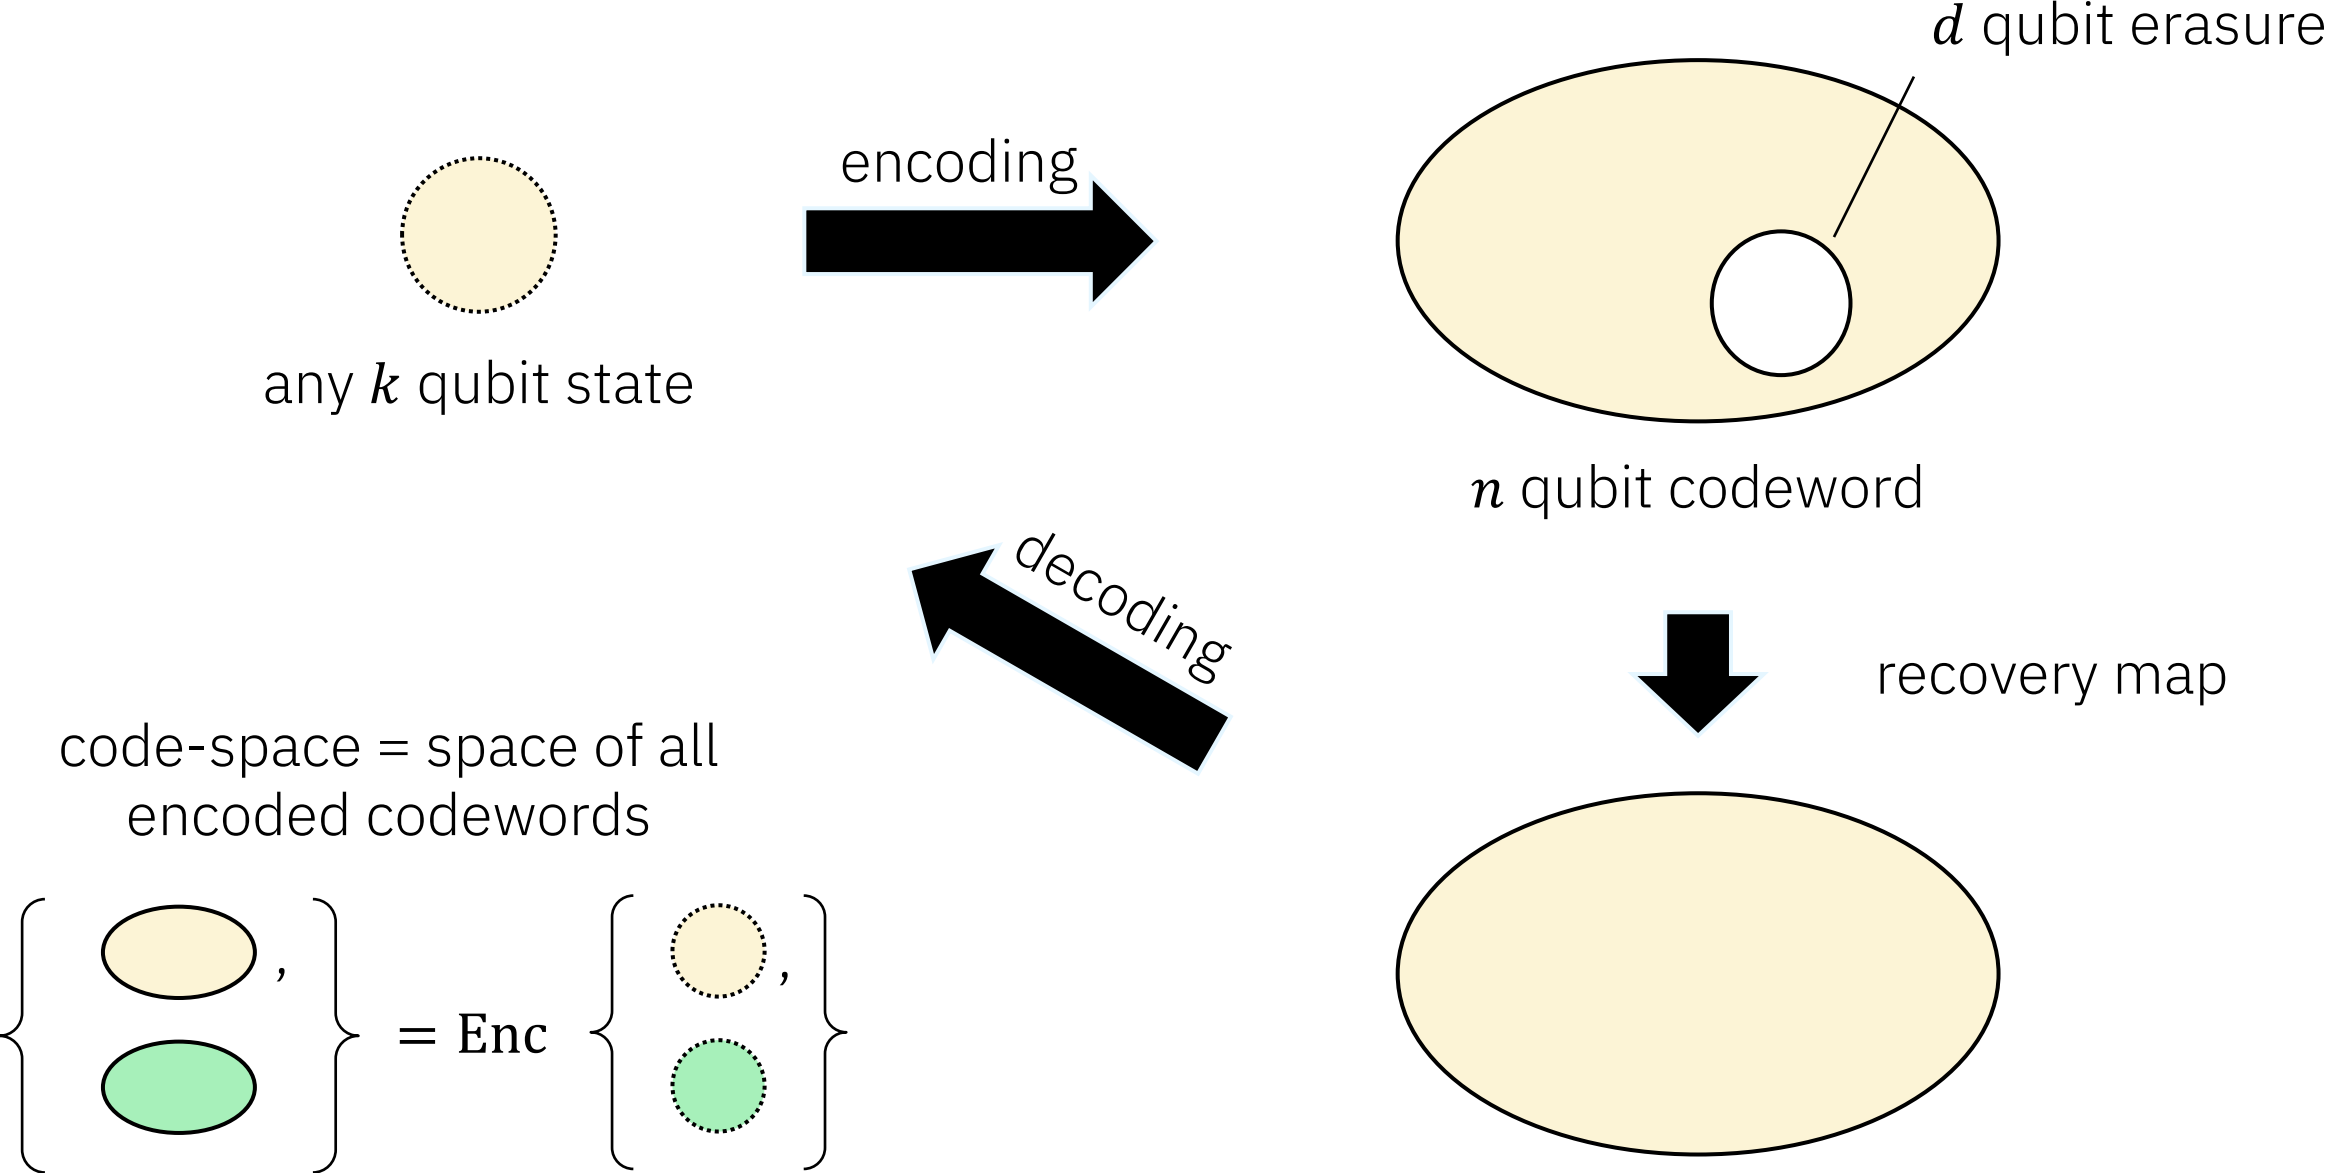 d qubit erasure
encoding
any k qubit state
n qubit codeword
decoding
recovery map
code-space = space of all
encoded codewords
{ , } = Enc { , }